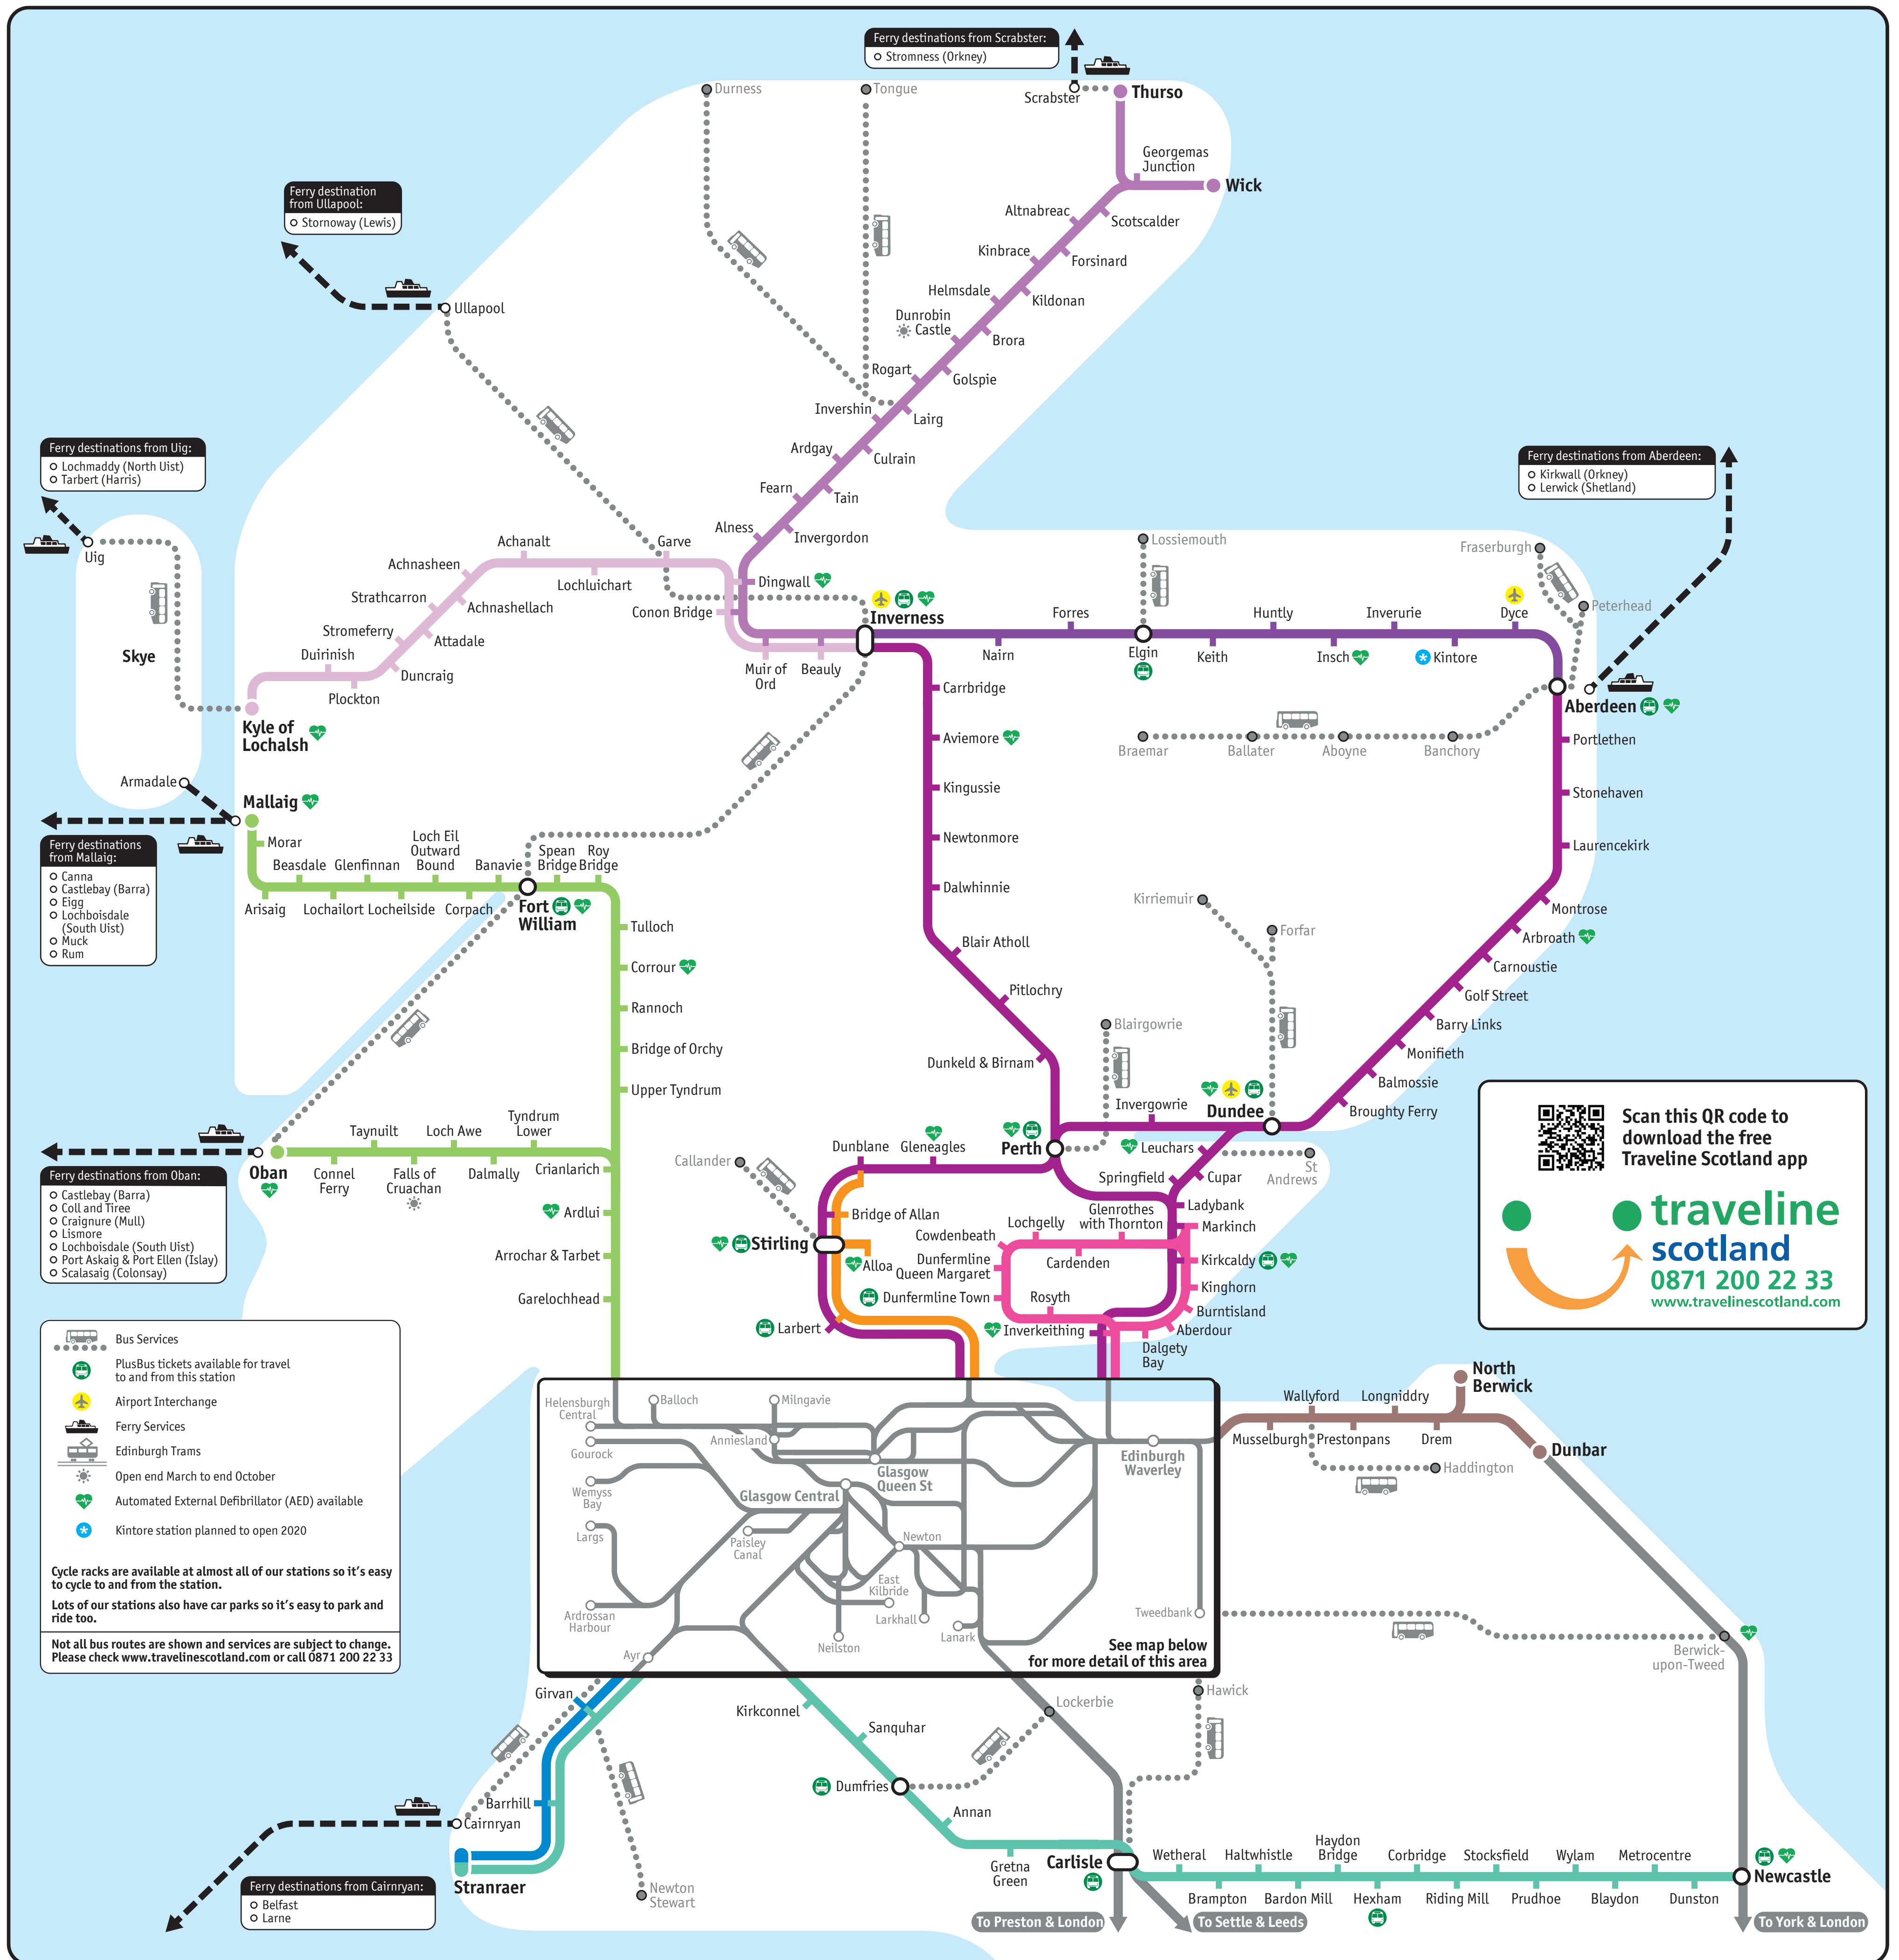 Ferry destinations from Scrabster:
Stromness (Orkney)
Durness
Tongue
Scrabster
Thurso
Georgemas
Junction
Wick
Ferry destination
from Ullapool:
Stornoway (Lewis)
Altnabreac
Scotscalder
Kinbrace
Forsinard
Helmsdale
Kildonan
Ullapool
Dunrobin
Castle
Brora
Rogart
Golspie
Invershin
Lairg
Ardgay
Culrain
Fearn
Tain
Alness
Invergordon
Ferry destinations from Uig:
Lochmaddy (North Uist)
Tarbert (Harris)
Uig
Skye
Ferry destinations from Aberdeen:
Kirkwall (Orkney)
Lerwick (Shetland)
Achanalt
Garve
Achnasheen
Lochluichart
Dingwall
Strathcarron
Achnashellach
Conon Bridge
Stromeferry
Attadale
Duirinish
Duncraig
Plockton
Kyle of
Lochalsh
Muir of
Ord
Beauly
Inverness
Lossiemouth
Fraserburgh
Peterhead
Forres
Huntly
Inverurie
Dyce
Nairn
Elgin
Keith
Insch
Kintore
Aberdeen
Carrbridge
Aviemore
Kingussie
Newtonmore
Dalwhinnie
Blair Atholl
Pitlochry
Dunkeld & Birnam
Braemar
Ballater
Aboyne
Banchory
Portlethen
Stonehaven
Laurencekirk
Montrose
Arbroath
Carnoustie
Golf Street
Barry Links
Monifieth
Balmossie
Broughty Ferry
Armadale
Mallaig
Morar
Ferry destinations
from Mallaig:
Canna
Castlebay (Barra)
Eigg
Lochboisdale
(South Uist)
Muck
Rum
Beasdale
Glenfinnan
Loch Eil
Outward
Bound
Banavie
Spean
Bridge
Roy
Bridge
Arisaig
Lochailort
Locheilside
Corpach
Fort
William
Tulloch
Corrour
Rannoch
Bridge of Orchy
Upper Tyndrum
Kirriemuir
Forfar
Blairgowrie
Invergowrie
Dundee
Perth
Leuchars
St
Andrews
Springfield
Cupar
Ladybank
Markinch
Oban
Taynuilt
Loch Awe
Tyndrum
Lower
Connel
Ferry
Falls of
Cruachan
Dalmally
Crianlarich
Ardlui
Arrochar & Tarbet
Garelochhead
Ferry destinations from Oban:
Castlebay (Barra)
Coll and Tiree
Craignure (Mull)
Lismore
Lochboisdale (South Uist)
Port Askaig & Port Ellen (Islay)
Scalasaig (Colonsay)
Callander
Dunblane
Gleneagles
Bridge of Allan
Stirling
Alloa
Larbert
Glenrothes
with Thornton
Lochgelly
Cowdenbeath
Cardenden
Dunfermline
Queen Margaret
Dunfermline Town
Rosyth
Inverkeithing
Kirkcaldy
Kinghorn
Burntisland
Aberdour
Dalgety
Bay
Scan this QR code to
download the free
Traveline Scotland app
traveline
scotland
0871 200 22 33
www.travelinescotland.com
Bus Services
PlusBus tickets available for travel
to and from this station
Airport Interchange
Ferry Services
Edinburgh Trams
Open end March to end October
Automated External Defibrillator (AED) available
Kintore station planned to open 2020
Cycle racks are available at almost all of our stations so it's easy
to cycle to and from the station.
Lots of our stations also have car parks so it's easy to park and
ride too.
Not all bus routes are shown and services are subject to change.
Please check www.travelinescotland.com or call 0871 200 22 33
Helensburgh
Central
Balloch
Milngavie
Gourock
Anniesland
Wemyss
Bay
Glasgow
Queen St
Glasgow Central
Edinburgh
Waverley
Largs
Paisley
Canal
Newton
East
Kilbride
Ardrossan
Harbour
Larkhall
Lanark
Neilston
Ayr
Tweedbank
See map below
for more detail of this area
North
Berwick
Wallyford
Longniddry
Musselburgh
Prestonpans
Drem
Dunbar
Haddington
Berwick-
upon-Tweed
Girvan
Kirkconnel
Lockerbie
Hawick
Sanquhar
Dumfries
Annan
Barrhill
Cairnryan
Stranraer
Newton
Stewart
Ferry destinations from Cairnryan:
Belfast
Larne
Gretna
Green
Carlisle
Wetheral
Haltwhistle
Haydon
Bridge
Corbridge
Stocksfield
Wylam
Metrocentre
Newcastle
Brampton
Bardon Mill
Hexham
Riding Mill
Prudhoe
Blaydon
Dunston
To Preston & London
To Settle & Leeds
To York & London